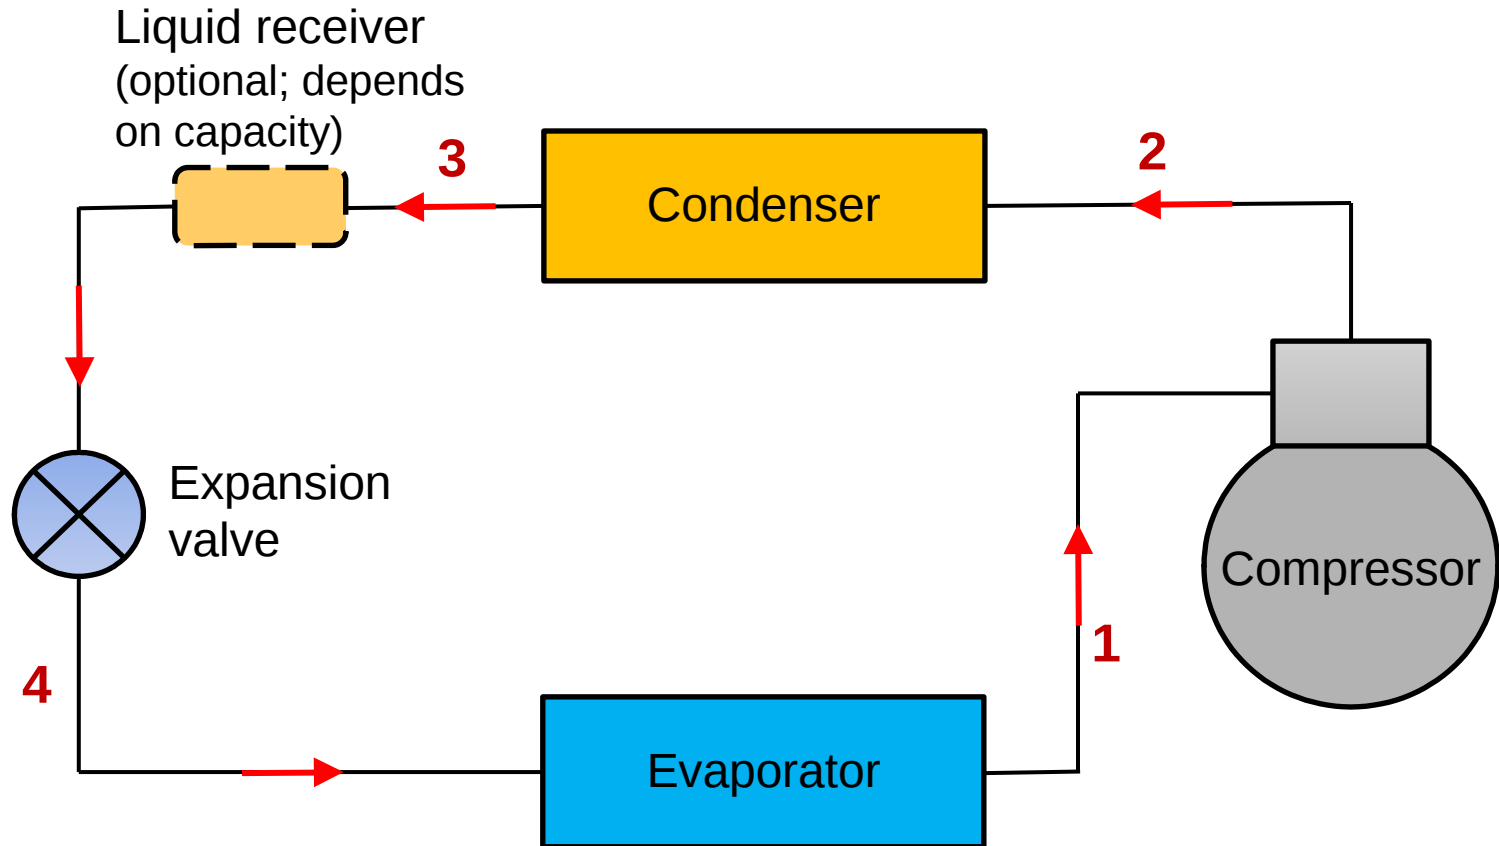 Liquid receiver
(optional; depends
on capacity)
3
2
Condenser
Expansion
valve
Compressor
1
4
Evaporator